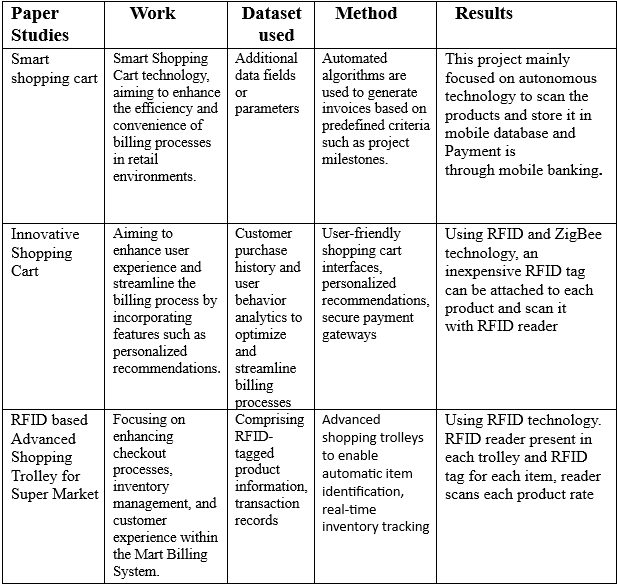 Paper
Studies
Work
Dataset
used
Method
Results
Smart
shopping cart
Smart Shopping
Cart technology,
aiming to enhance
the efficiency and
convenience of
billing processes
in retail
environments.
Additional
data fields
or
parameters
Automated
algorithms are
used to generate
invoices based on
predefined criteria
such as project
milestones.
This project mainly
focused on autonomous
technology to scan the
products and store it in
mobile database and
Payment is
through mobile banking.
Innovative
Shopping
Cart
Aiming to
enhance user
experience and
streamline the
billing process by
incorporating
features such as
personalized
recommendations.
Customer
purchase
history and
user
behavior
analytics to
optimize
and
streamline
billing
processes
User-friendly
shopping cart
interfaces,
personalized
recommendations,
secure payment
gateways
Using RFID and ZigBee
technology, an
inexpensive RFID tag
can be attached to each
product and scan it
with RFID reader
RFID based
Advanced
Shopping
Trolley for
Super Market
Focusing on
enhancing
checkout
processes,
inventory
management, and
customer
experience within
the Mart Billing
System.
Comprising
RFID-
tagged
product
information,
transaction
records
Advanced
shopping trolleys
to enable
automatic item
identification,
real-time
inventory tracking
Using RFID technology.
RFID reader present in
each trolley and RFID
tag for each item, reader
scans each product rate